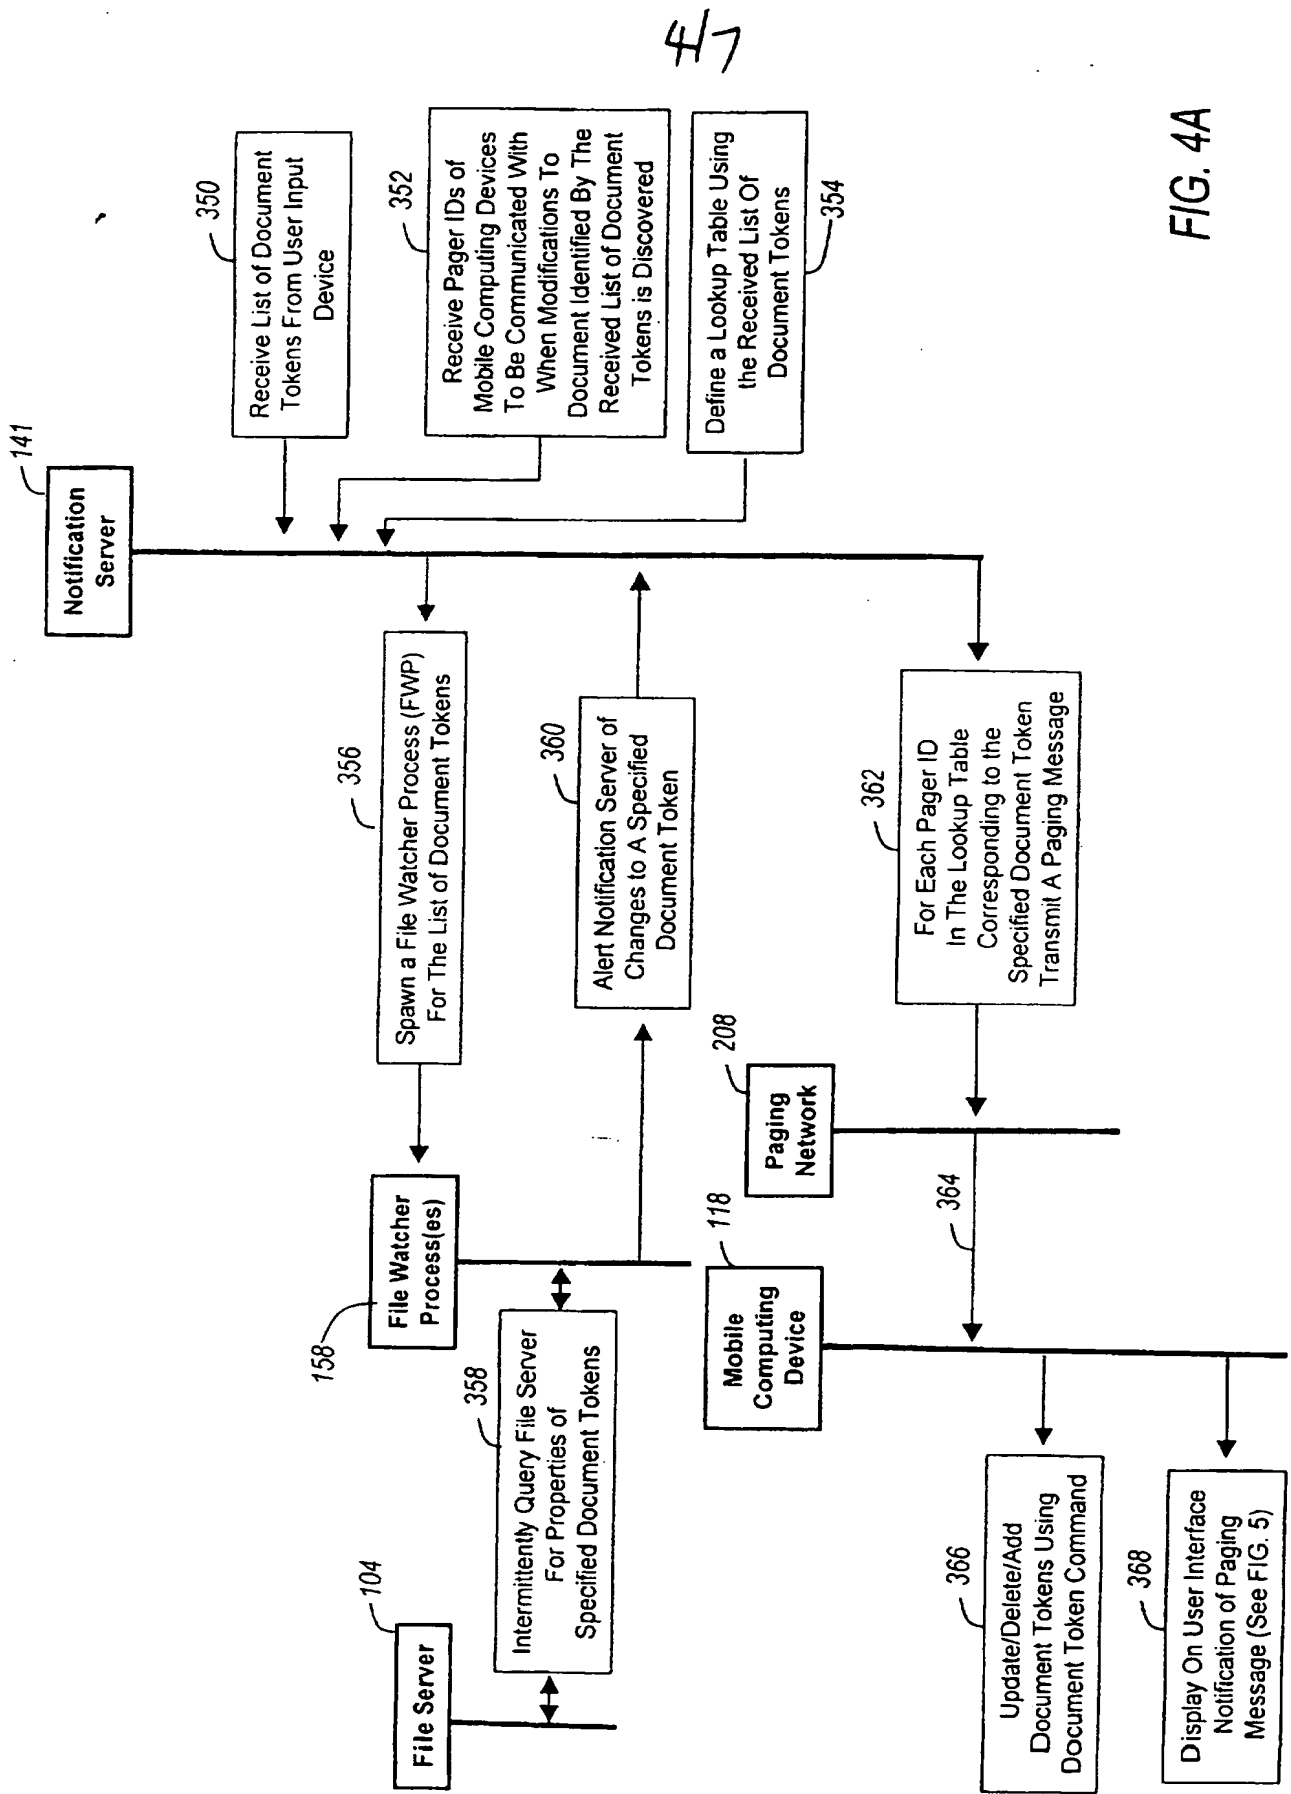 4/7
141
Notification
Server
350
Receive List of Document
Tokens From User Input
Device
352
Receive Pager IDs of
Mobile Computing Devices
To Be Communicated With
When Modifications To
Document Identified By The
Received List of Document
Tokens is Discovered
Define a Lookup Table Using
the Received List Of
Document Tokens
354
356
Spawn a File Watcher Process (FWP)
For The List of Document Tokens
158
File Watcher
Process(es)
104
File Server
358
Intermittently Query File Server
For Properties of
Specified Document Tokens
360
Alert Notification Server of
Changes to A Specified
Document Token
362
For Each Pager ID
In The Lookup Table
Corresponding to the
Specified Document Token
Transmit A Paging Message
208
Paging
Network
118
Mobile
Computing
Device
364
366
Update/Delete/Add
Document Tokens Using
Document Token Command
368
Display On User Interface
Notification of Paging
Message (See FIG. 5)
FIG. 4A